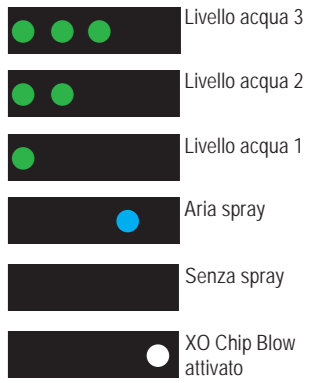 Livello acqua 3
Livello acqua 2
Livello acqua 1
Aria spray
Senza spray
XO Chip Blow
attivato